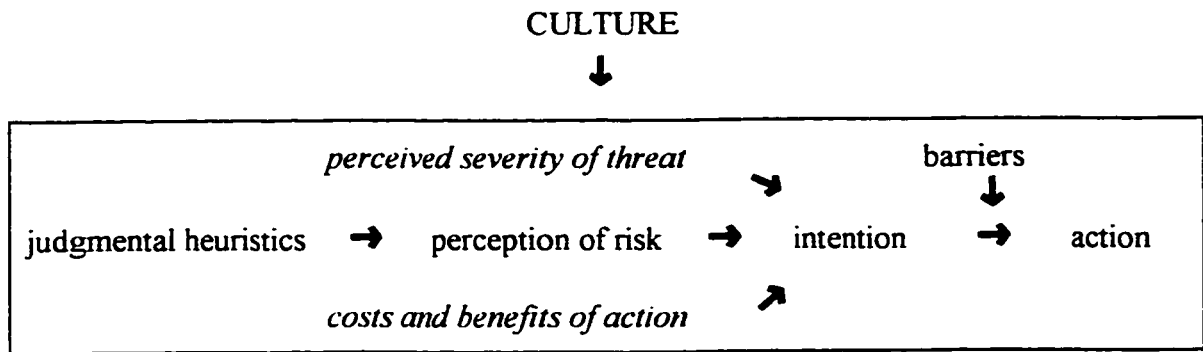 CULTURE
perceived severity of threat barriers
judgmental heuristics → perception of risk → intention → action
costs and benefits of action